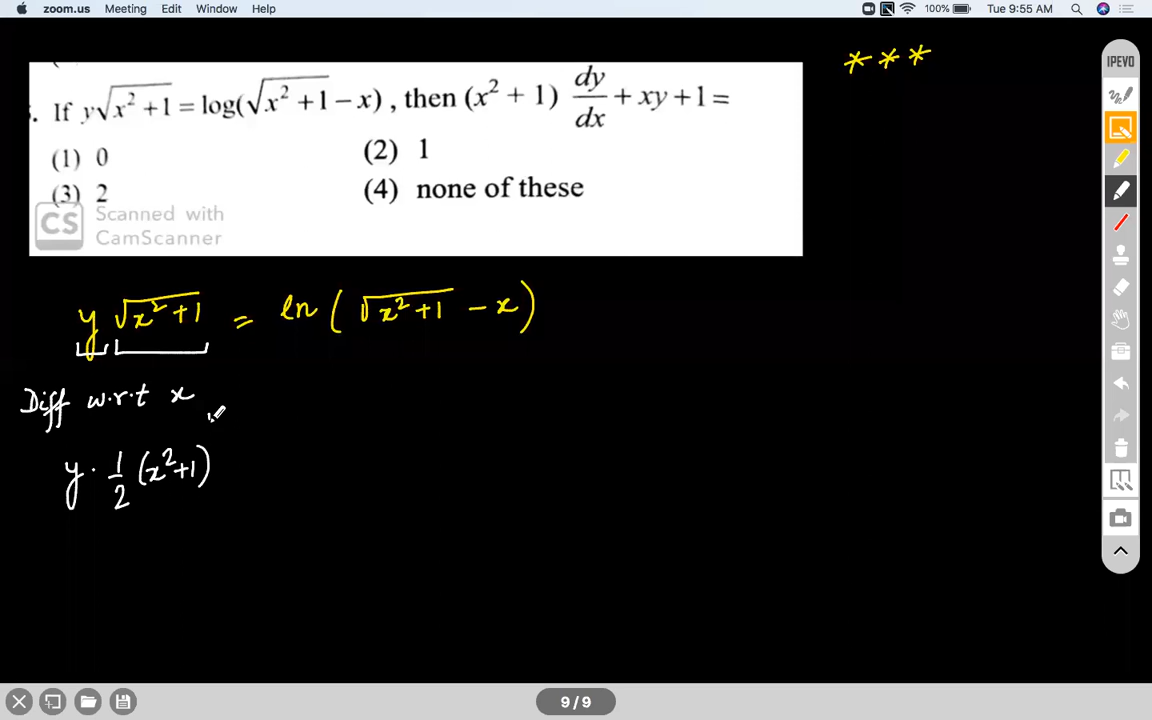 zoom.us Meeting Edit Window Help 100% Tue 9:55 AM
***
IPEVO
. If y√(x² + 1) = log(√(x² + 1) − x) , then (x² + 1) dy/dx + xy + 1 =
(1) 0 (2) 1
(3) 2 (4) none of these
CS Scanned with
CamScanner
y √(x²+1) = ln ( √(x²+1) − x )
Diff w.r.t x
y · 1/2 (x²+1)
9 / 9